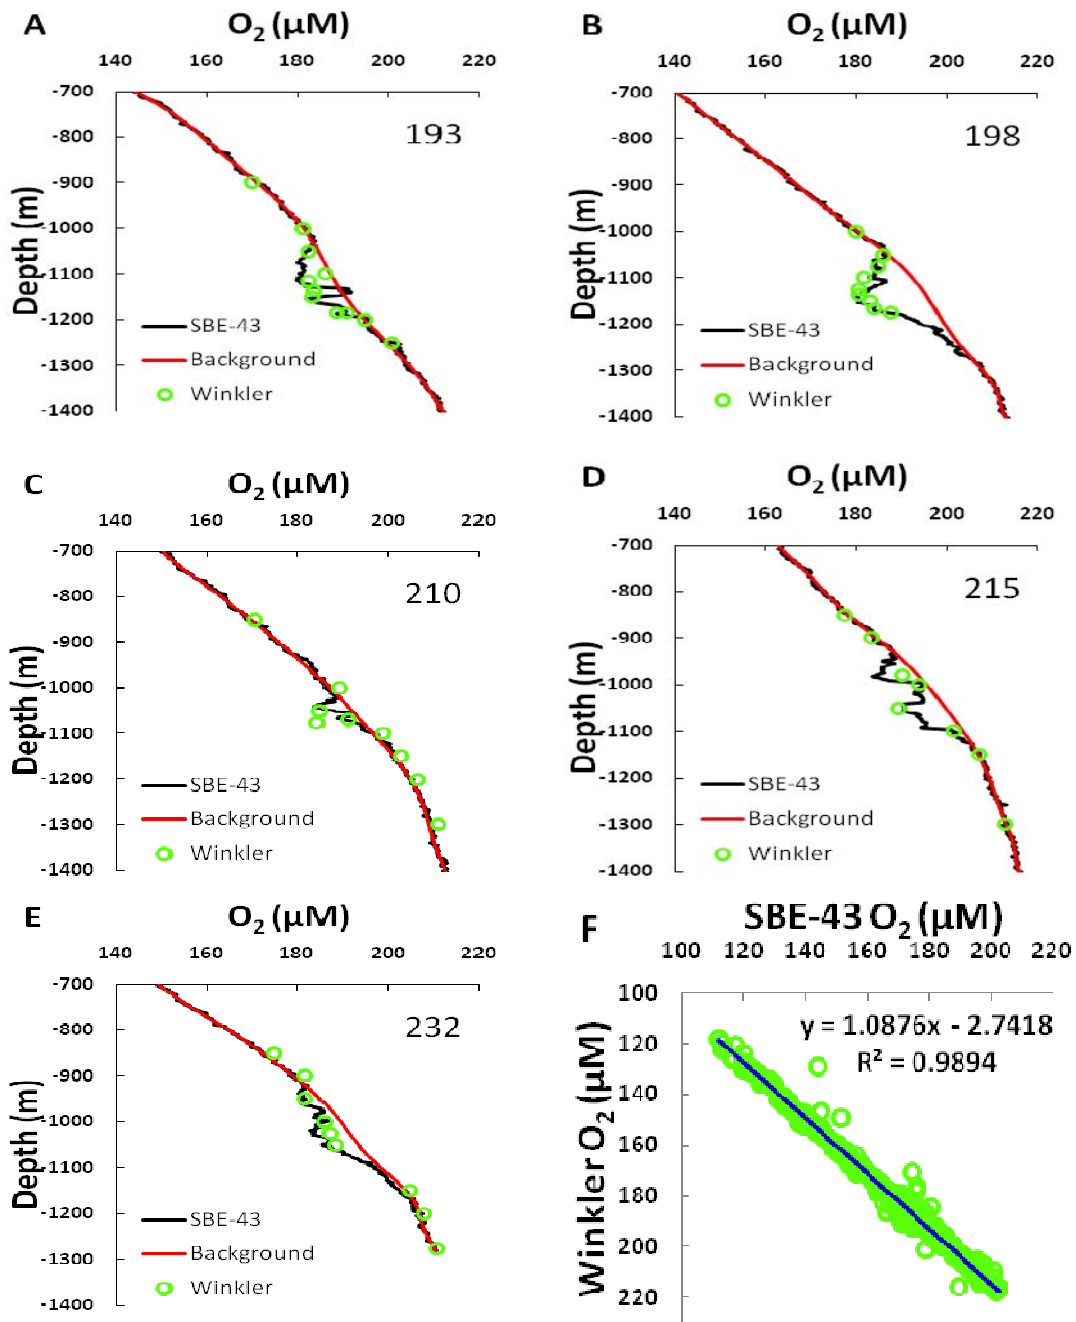 A
O2 (μM)
140 160 180 200 220
-700
-800
-900
-1000
-1100
-1200
-1300
-1400
Depth (m)
193
SBE-43
Background
Winkler
B
O2 (μM)
140 160 180 200 220
-700
-800
-900
-1000
-1100
-1200
-1300
-1400
Depth (m)
198
SBE-43
Background
Winkler
C
O2 (μM)
140 160 180 200 220
-700
-800
-900
-1000
-1100
-1200
-1300
-1400
Depth (m)
210
SBE-43
Background
Winkler
D
O2 (μM)
140 160 180 200 220
-700
-800
-900
-1000
-1100
-1200
-1300
-1400
Depth (m)
215
SBE-43
Background
Winkler
E
O2 (μM)
140 160 180 200 220
-700
-800
-900
-1000
-1100
-1200
-1300
-1400
Depth (m)
232
SBE-43
Background
Winkler
F
SBE-43 O2 (μM)
100 120 140 160 180 200 220
100
120
140
160
180
200
220
Winkler O2 (μM)
y = 1.0876x - 2.7418
R² = 0.9894